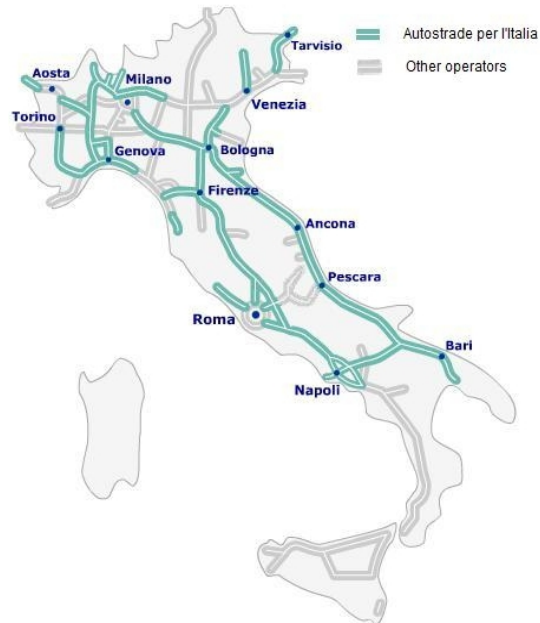 Tarvisio
Autostrade per l'Italia
Other operators
Aosta
Milano
Venezia
Torino
Genova
Bologna
Firenze
Ancona
Pescara
Roma
Bari
Napoli